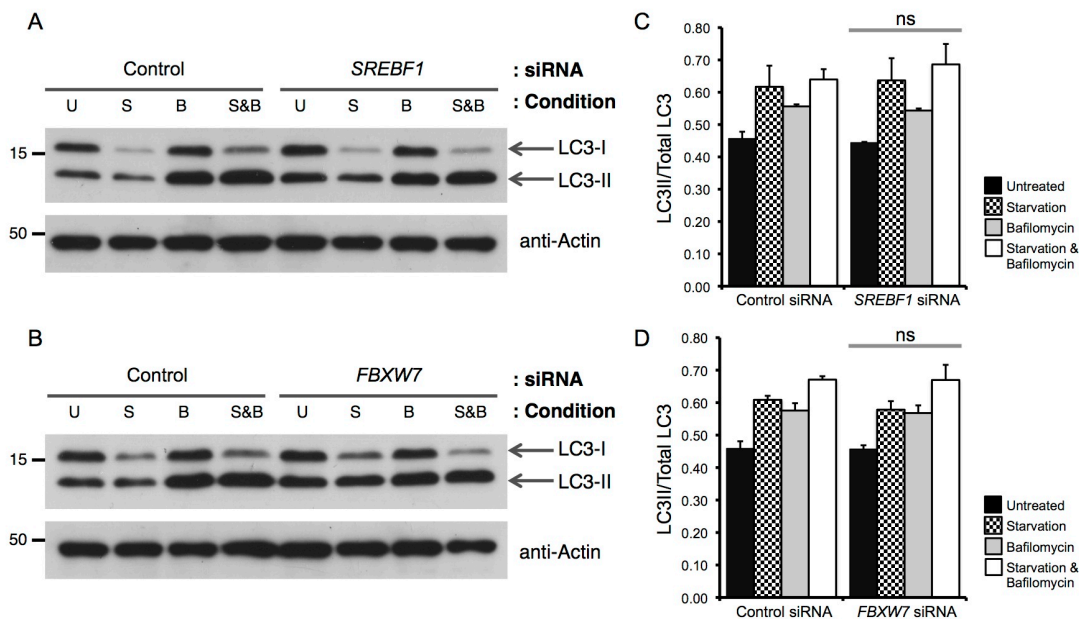 A
Control
SREBF1
: siRNA
U S B S&B U S B S&B
: Condition
15
LC3-I
LC3-II
50
anti-Actin
B
Control
FBXW7
: siRNA
U S B S&B U S B S&B
: Condition
15
LC3-I
LC3-II
50
anti-Actin
C
ns
LC3II/Total LC3
0.80
0.70
0.60
0.50
0.40
0.30
0.20
0.10
0.00
Control siRNA
SREBF1 siRNA
Untreated
Starvation
Bafilomycin
Starvation &
Bafilomycin
D
ns
LC3II/Total LC3
0.80
0.70
0.60
0.50
0.40
0.30
0.20
0.10
0.00
Control siRNA
FBXW7 siRNA
Untreated
Starvation
Bafilomycin
Starvation &
Bafilomycin